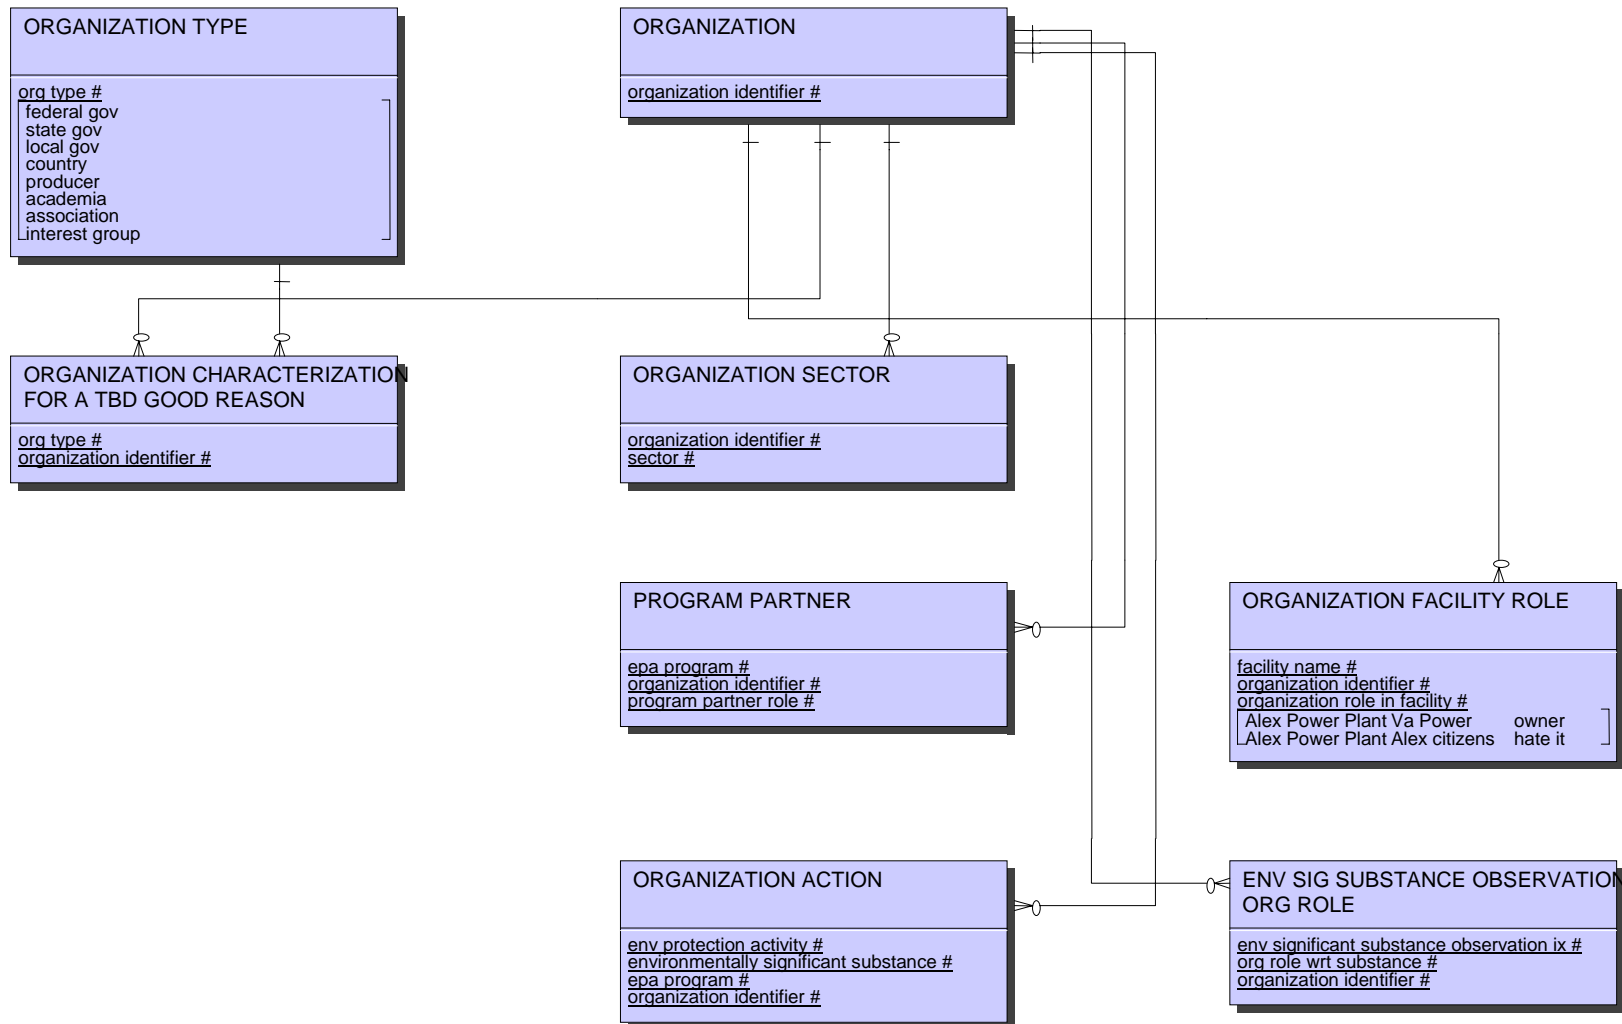 ORGANIZATION TYPE
org type #
federal gov
state gov
local gov
country
producer
academia
association
interest group
ORGANIZATION
organization identifier #
ORGANIZATION CHARACTERIZATION
FOR A TBD GOOD REASON
org type #
organization identifier #
ORGANIZATION SECTOR
organization identifier #
sector #
PROGRAM PARTNER
epa program #
organization identifier #
program partner role #
ORGANIZATION FACILITY ROLE
facility name #
organization identifier #
organization role in facility #
Alex Power Plant Va Power owner
Alex Power Plant Alex citizens hate it
ORGANIZATION ACTION
env protection activity #
environmentally significant substance #
epa program #
organization identifier #
ENV SIG SUBSTANCE OBSERVATION
ORG ROLE
env significant substance observation ix #
org role wrt substance #
organization identifier #